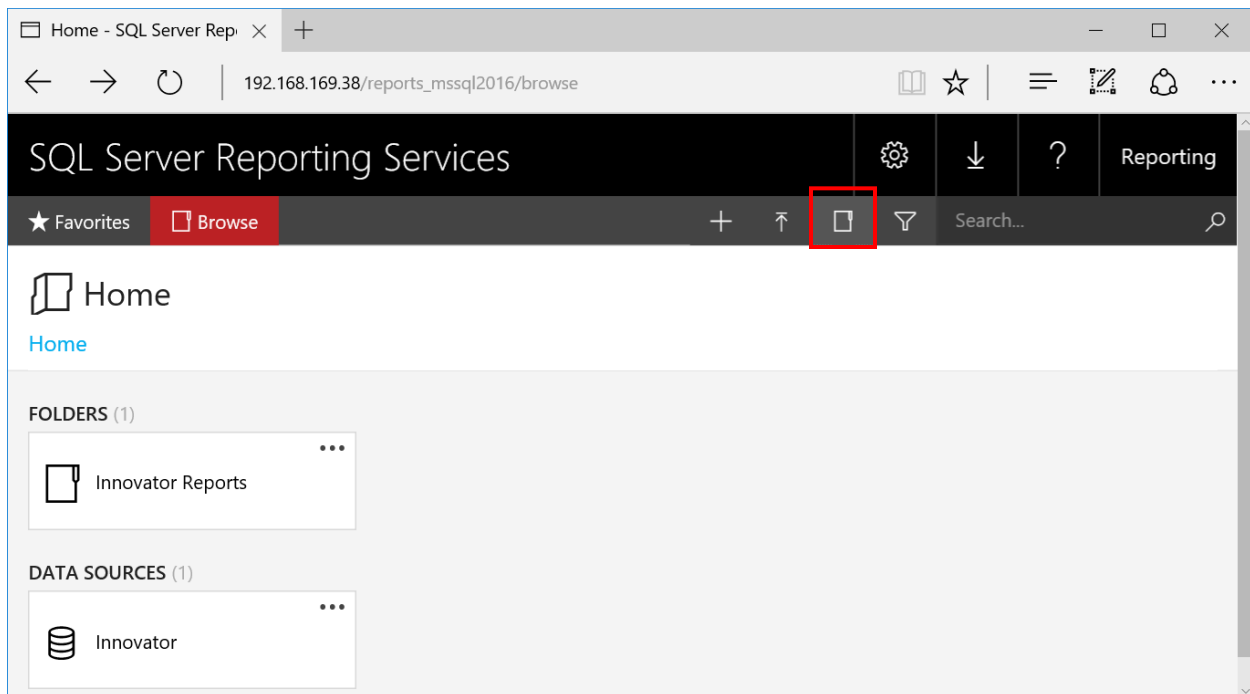 Home - SQL Server Rep
192.168.169.38/reports_mssql2016/browse
SQL Server Reporting Services
? Reporting
Favorites
Browse
Search...
Home
Home
FOLDERS (1)
Innovator Reports
DATA SOURCES (1)
Innovator